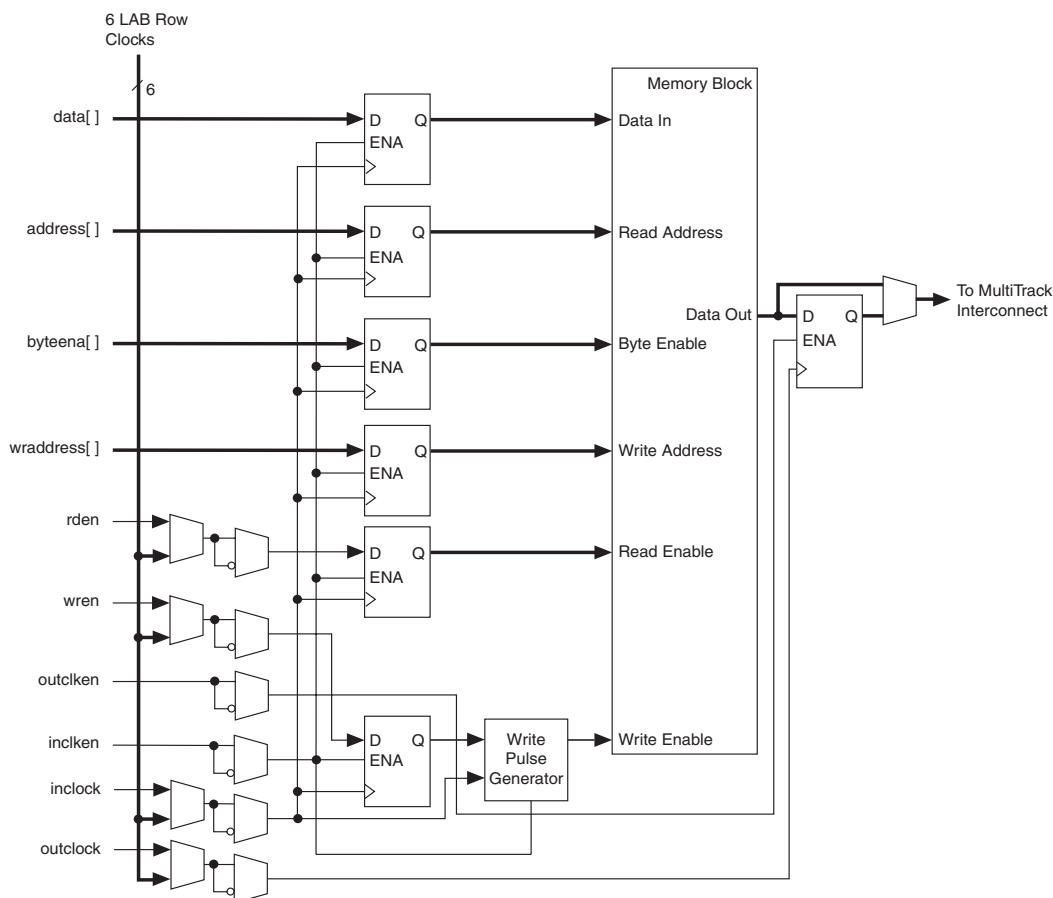 6 LAB Row
Clocks
6
Memory Block
data[ ]
D Q
ENA
Data In
address[ ]
D Q
ENA
Read Address
To MultiTrack
Interconnect
Data Out
D Q
ENA
byteena[ ]
D Q
ENA
Byte Enable
wraddress[ ]
D Q
ENA
Write Address
rden
D Q
ENA
Read Enable
wren
outclken
inclken
D Q
ENA
Write
Pulse
Generator
Write Enable
inclock
outclock